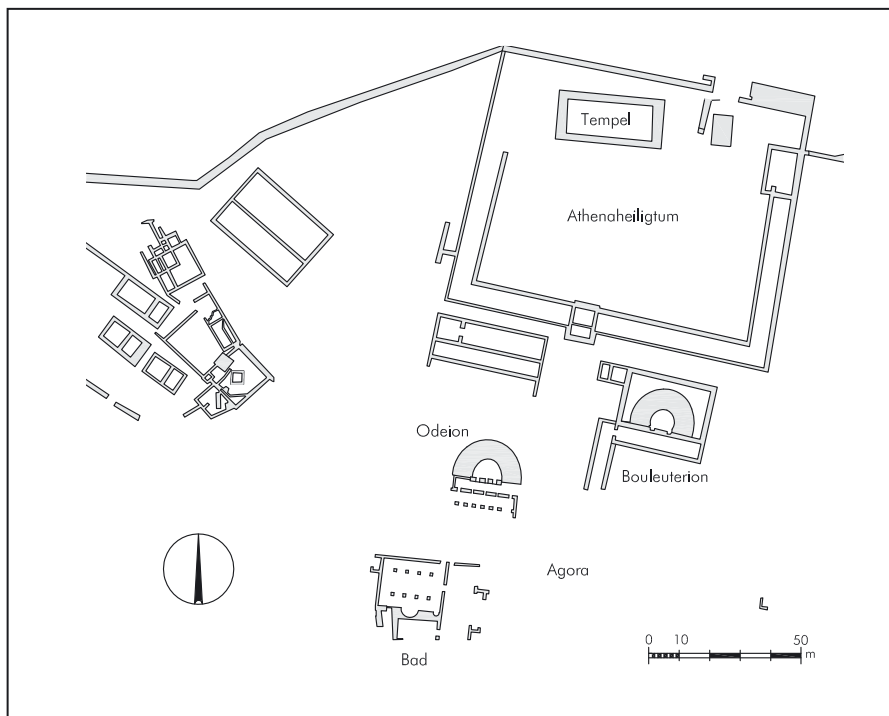 Tempel
Athenaheiligtum
Odeion
Bouleuterion
Agora
Bad
0 10 50
m